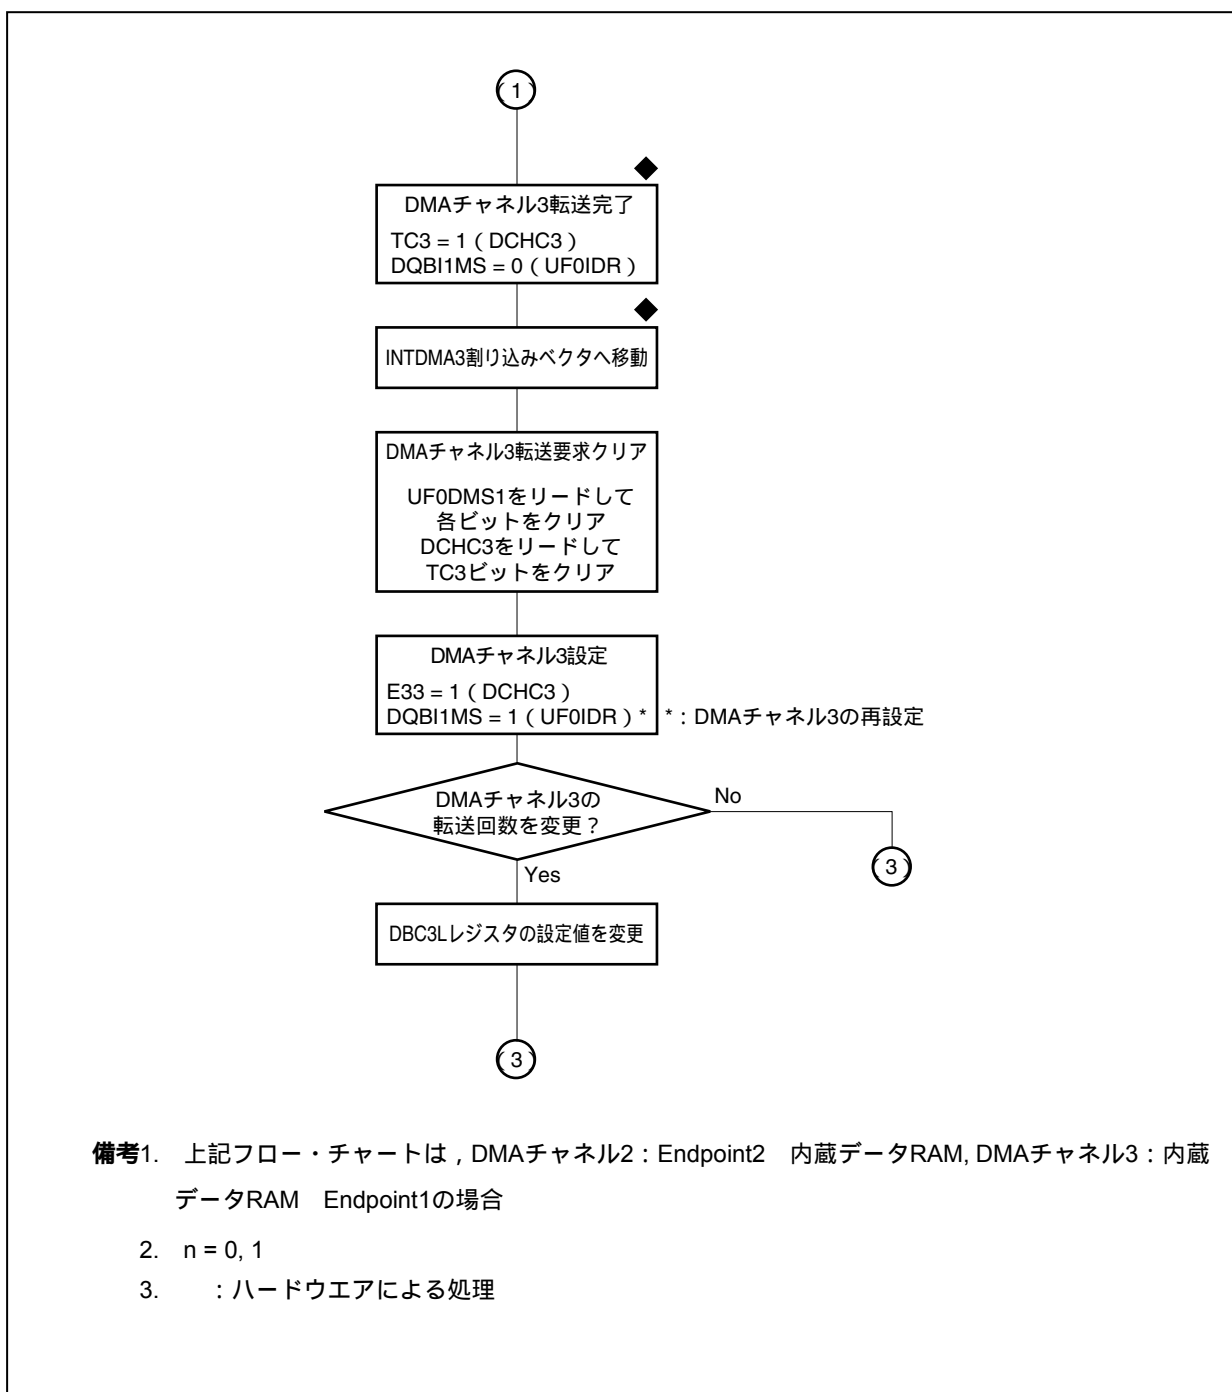 (1)
DMAチャネル3転送完了
TC3 = 1 ( DCHC3 )
DQBI1MS = 0 ( UF0IDR )
INTDMA3割り込みベクタへ移動
DMAチャネル3転送要求クリア
UF0DMS1をリードして
各ビットをクリア
DCHC3をリードして
TC3ビットをクリア
DMAチャネル3設定
E33 = 1 ( DCHC3 )
DQBI1MS = 1 ( UF0IDR ) * * : DMAチャネル3の再設定
DMAチャネル3の
転送回数を変更？
No
(3)
Yes
DBC3Lレジスタの設定値を変更
(3)
備考1. 上記フロー・チャートは , DMAチャネル2 : Endpoint2 内蔵データRAM, DMAチャネル3 : 内蔵
データRAM Endpoint1の場合
2. n = 0, 1
3. : ハードウエアによる処理